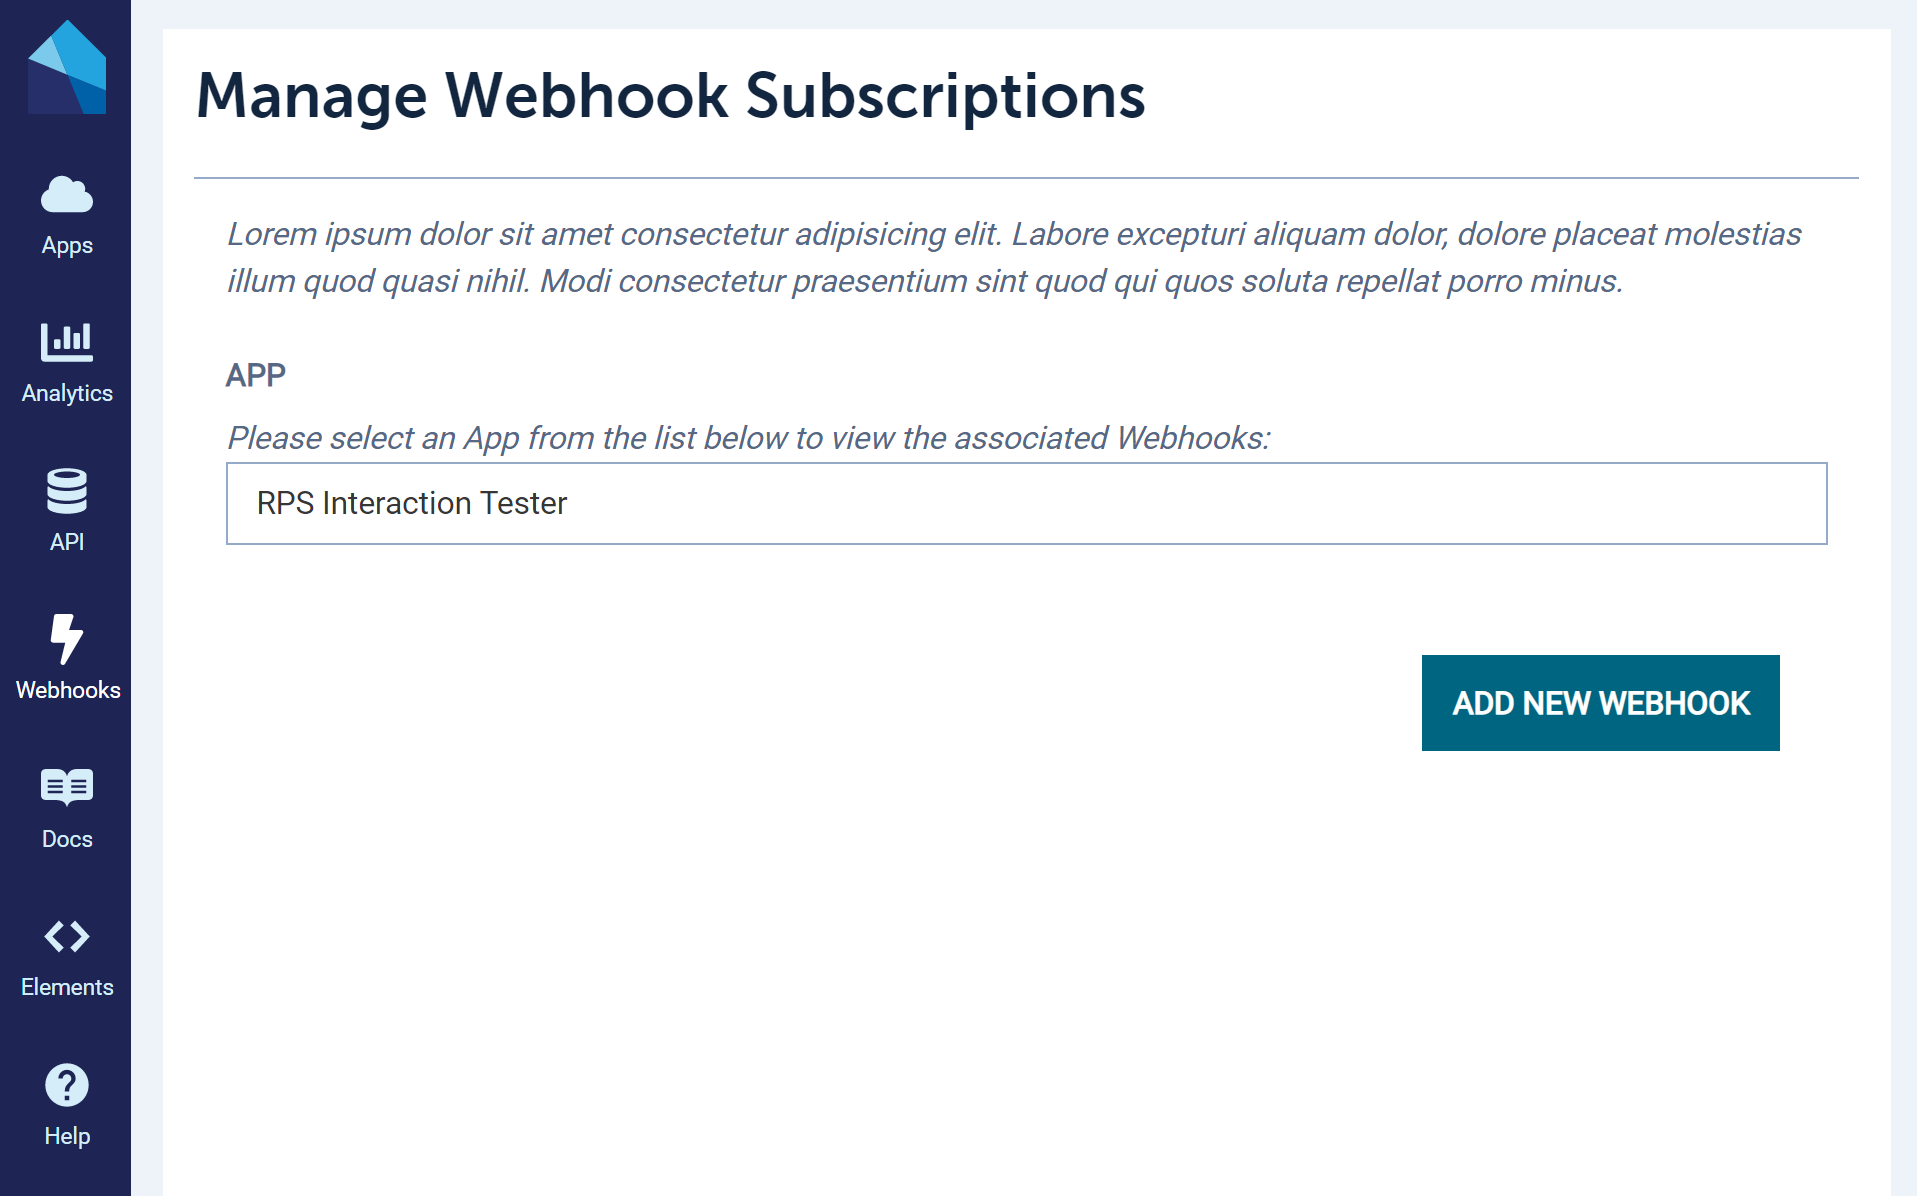 Manage Webhook Subscriptions
Lorem ipsum dolor sit amet consectetur adipisicing elit. Labore excepturi aliquam dolor, dolore placeat molestias
illum quod quasi nihil. Modi consectetur praesentium sint quod qui quos soluta repellat porro minus.
APP
Please select an App from the list below to view the associated Webhooks:
RPS Interaction Tester
ADD NEW WEBHOOK
Apps
Analytics
API
Webhooks
Docs
Elements
Help